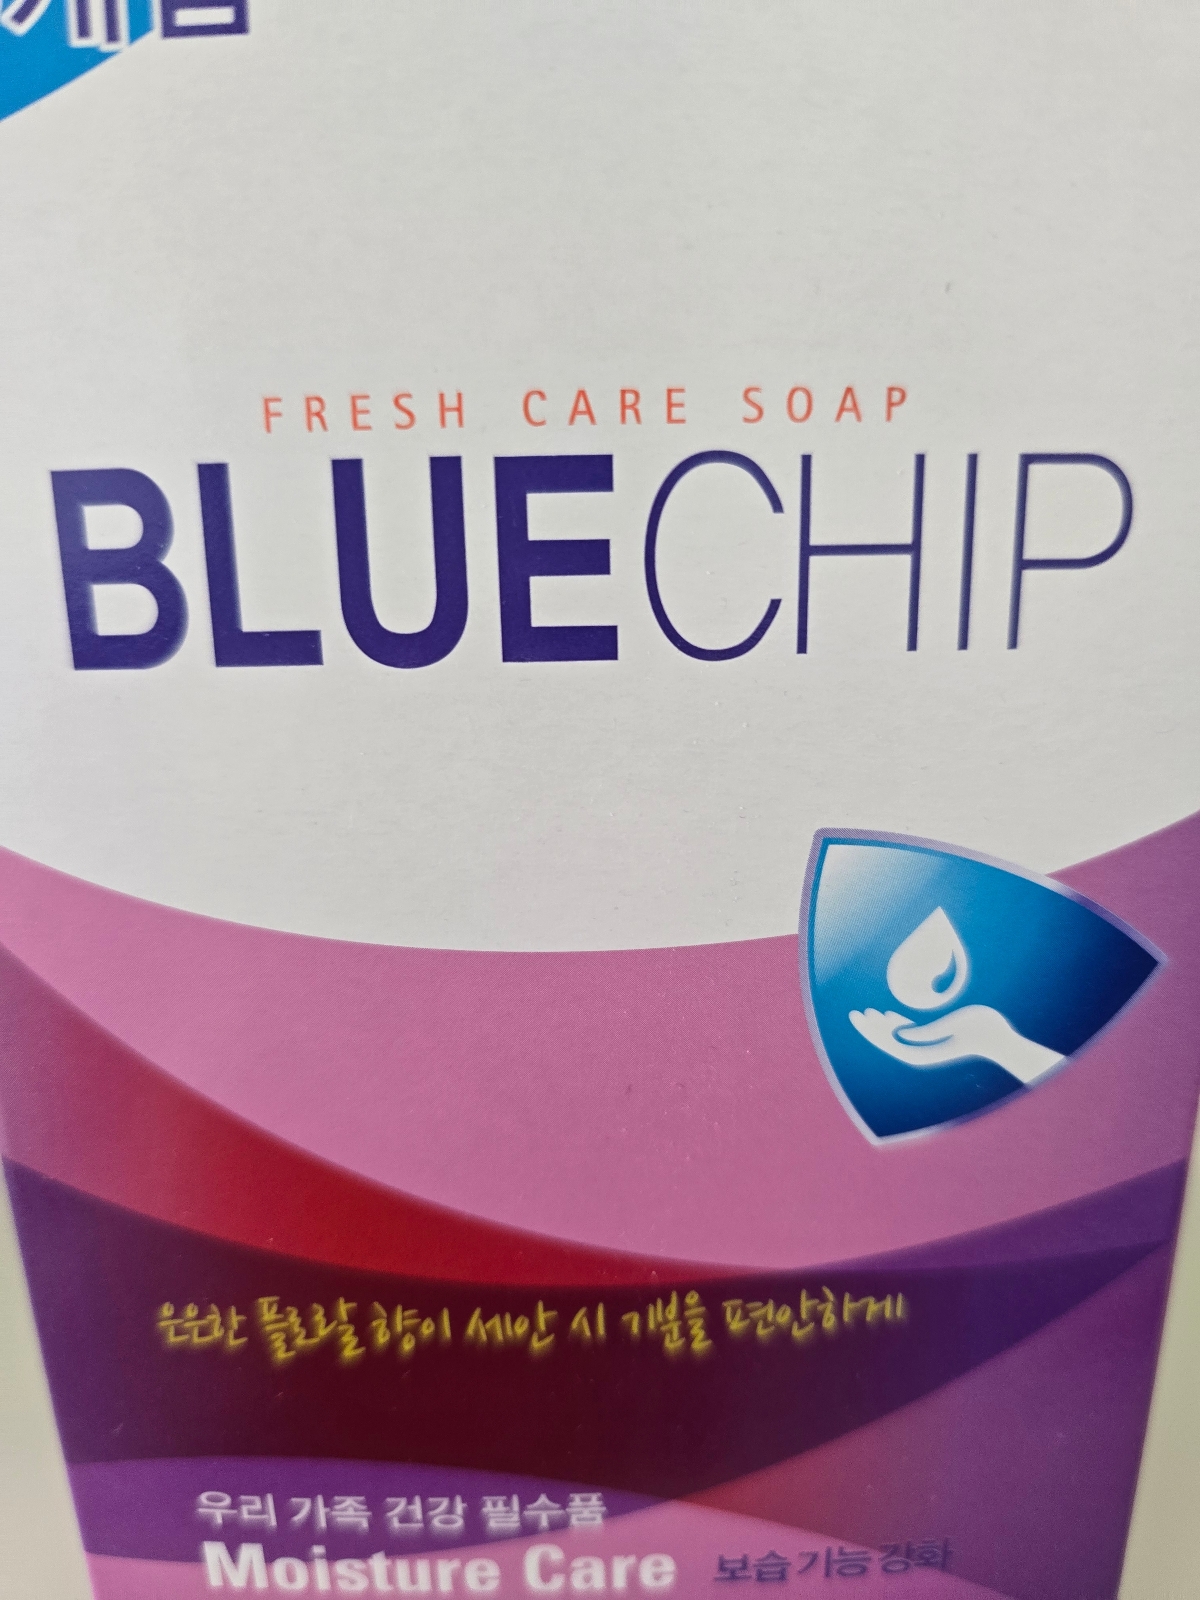 FRESH CARE SOAP
BLUECHIP
은은한 플로랄 향이 세안 시 기분을 편안하게
우리 가족 건강 필수품
Moisture Care 보습기능강화